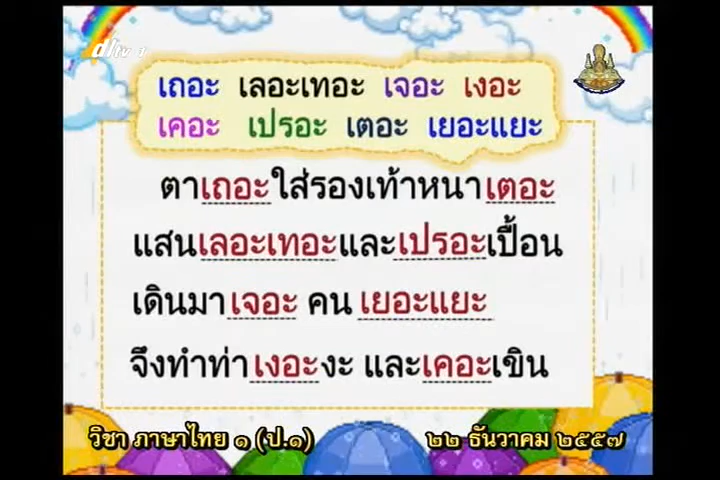 dltv 1
เถอะ เลอะเทอะ เจอะ เงอะ
เคอะ เปรอะ เตอะ เยอะแยะ
ตาเถอะใส่รองเท้าหนาเตอะ
แสนเลอะเทอะและเปรอะเปื้อน
เดินมาเจอะ คน เยอะแยะ
จึงทำท่าเงอะงะ และเคอะเขิน
วิชา ภาษาไทย ๑ (ป.๑)
๒๒ ธันวาคม ๒๕๕๗